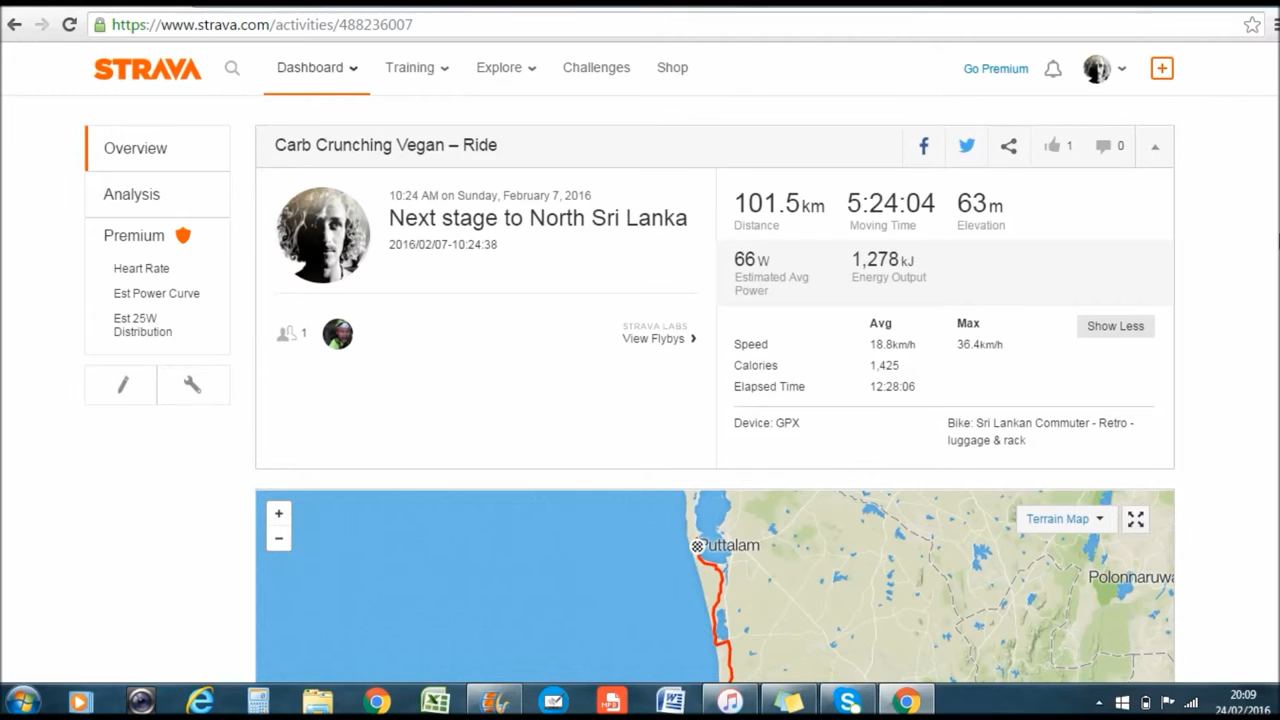 https://www.strava.com/activities/488236007
STRAVA
Dashboard
Training
Explore
Challenges
Shop
Go Premium
Overview
Analysis
Premium
Heart Rate
Est Power Curve
Est 25W
Distribution
Carb Crunching Vegan – Ride
1
0
10:24 AM on Sunday, February 7, 2016
Next stage to North Sri Lanka
2016/02/07-10:24:38
1
STRAVA LABS
View Flybys
101.5km
5:24:04
63m
Distance
Moving Time
Elevation
66W
1,278kJ
Estimated Avg
Power
Energy Output
Avg
Max
Show Less
Speed
18.8km/h
36.4km/h
Calories
1,425
Elapsed Time
12:28:06
Device: GPX
Bike: Sri Lankan Commuter - Retro -
luggage & rack
+
−
Terrain Map
Puttalam
Polonnaruwa
20:09
24/02/2016